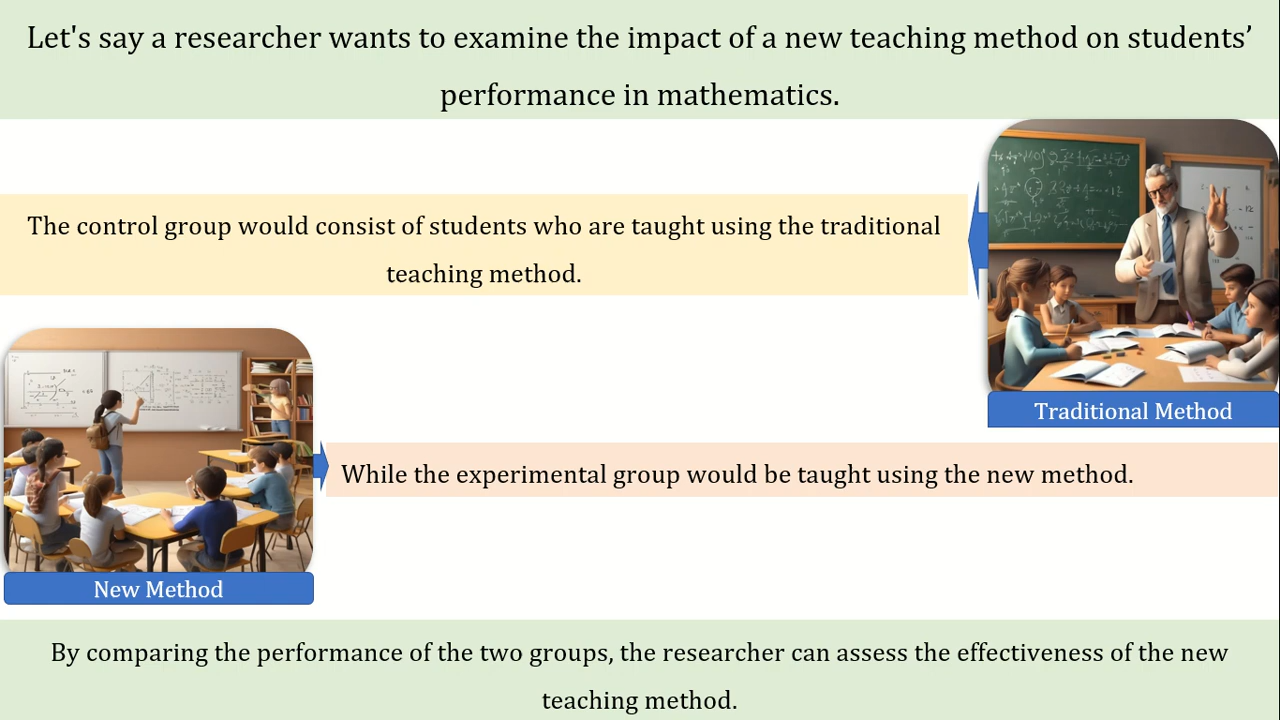 Let's say a researcher wants to examine the impact of a new teaching method on students’
performance in mathematics.
The control group would consist of students who are taught using the traditional
teaching method.
Traditional Method
While the experimental group would be taught using the new method.
New Method
By comparing the performance of the two groups, the researcher can assess the effectiveness of the new
teaching method.